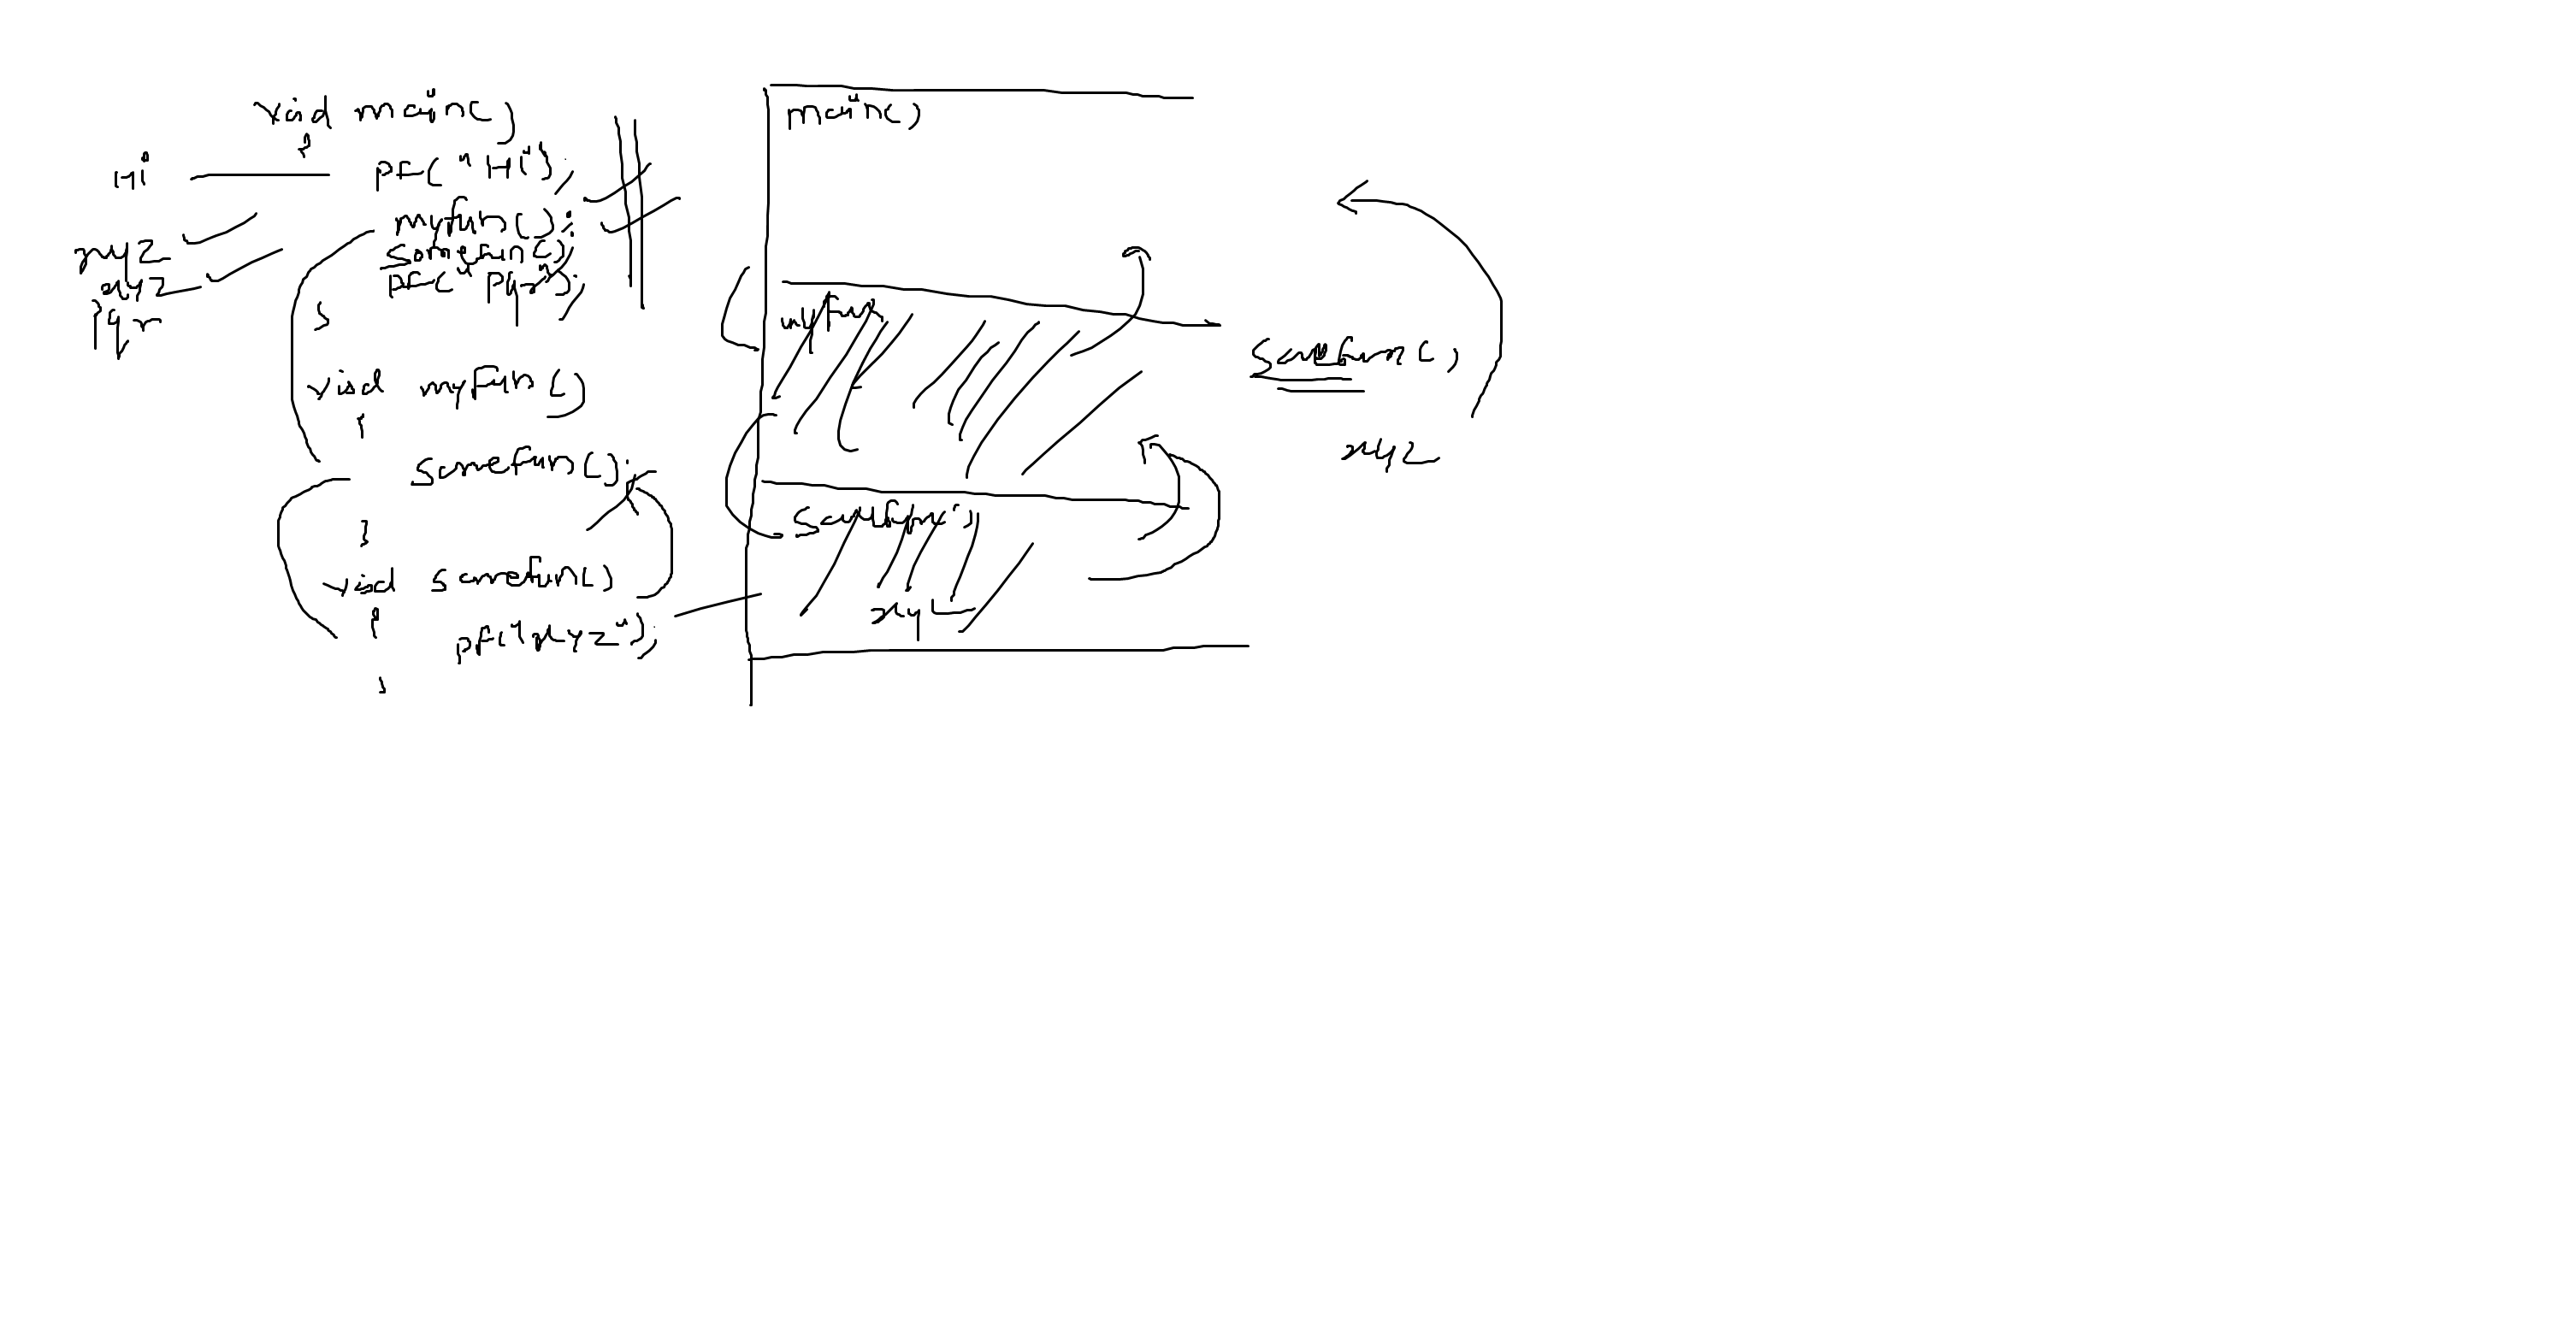 void main()
{
Hi
pf("Hi");
myfun();
xyz
somefun();
xyz
pf("pqr");
pqr
}
void myfun()
{
somefun();
}
void somefun()
{
pf("xyz");
}
main()
myfun
somefun()
xyz
somefun()
xyz